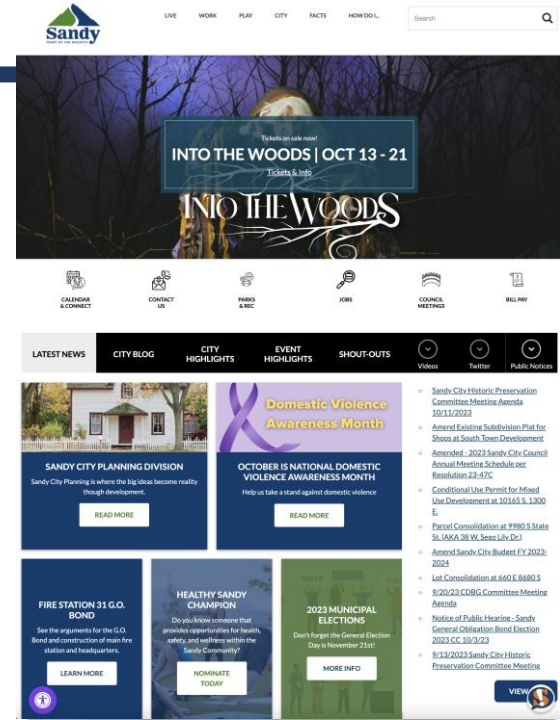 Sandy
HEART OF THE WASATCH
LIVE WORK PLAY CITY FACTS HOW DO I...
Search
Tickets on sale now!
INTO THE WOODS | OCT 13 - 21
Tickets & Info
INTO THE WOODS
CALENDAR
& CONNECT
CONTACT
US
PARKS
& REC
JOBS
COUNCIL
MEETINGS
BILL PAY
LATEST NEWS
CITY BLOG
CITY
HIGHLIGHTS
EVENT
HIGHLIGHTS
SHOUT-OUTS
Videos
Twitter
Public Notices
SANDY CITY PLANNING DIVISION
Sandy City Planning is where the big ideas become reality
though development.
READ MORE
Domestic Violence
Awareness Month
OCTOBER IS NATIONAL DOMESTIC
VIOLENCE AWARENESS MONTH
Help us take a stand against domestic violence
READ MORE
FIRE STATION 31 G.O.
BOND
See the arguments for the G.O.
Bond and construction of main fire
station and headquarters.
LEARN MORE
HEALTHY SANDY
CHAMPION
Do you know someone that
provides opportunities for health,
safety, and wellness within the
Sandy Community?
NOMINATE
TODAY
VOTE
2023 MUNICIPAL
ELECTIONS
Don't forget the General Election
Day is November 21st!
MORE INFO
Sandy City Historic Preservation
Committee Meeting Agenda
10/11/2023
Amend Existing Subdivision Plat for
Shops at South Town Development
Amended - 2023 Sandy City Council
Annual Meeting Schedule per
Resolution 23-47C
Conditional Use Permit for Mixed
Use Development at 10165 S. 1300
E.
Parcel Consolidation at 9980 S State
St. (AKA 38 W. Sego Lily Dr.)
Amend Sandy City Budget FY 2023-
2024
Lot Consolidation at 660 E 8680 S
9/20/23 CDBG Committee Meeting
Agenda
Notice of Public Hearing - Sandy
General Obligation Bond Election
2023 CC 10/3/23
9/13/2023 Sandy City Historic
Preservation Committee Meeting
VIEW